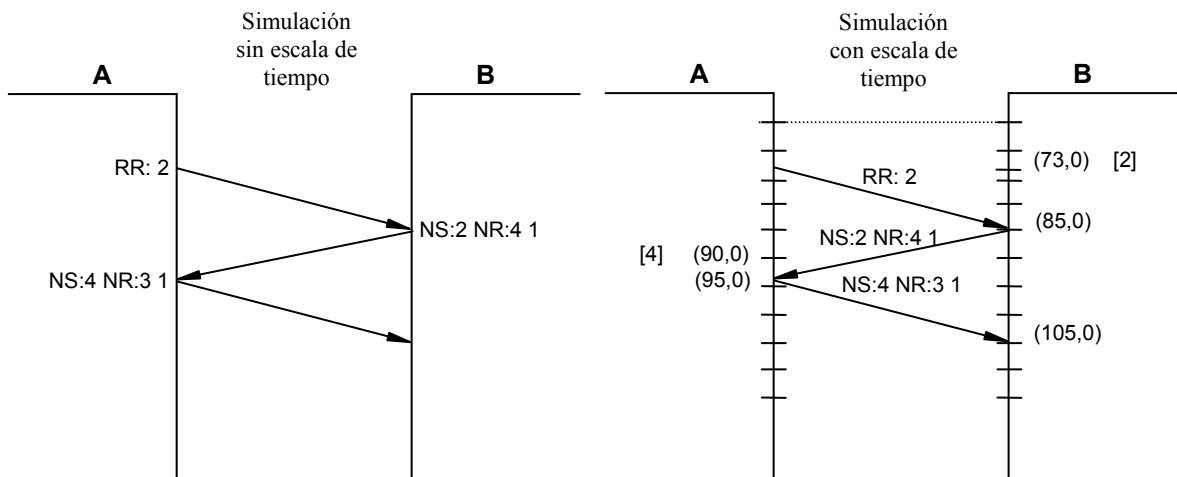 Simulación
sin escala de
tiempo
A
B
RR: 2
NS:2 NR:4 1
NS:4 NR:3 1
Simulación
con escala de
tiempo
A
B
(73,0) [2]
RR: 2
(85,0)
NS:2 NR:4 1
[4] (90,0)
(95,0)
NS:4 NR:3 1
(105,0)